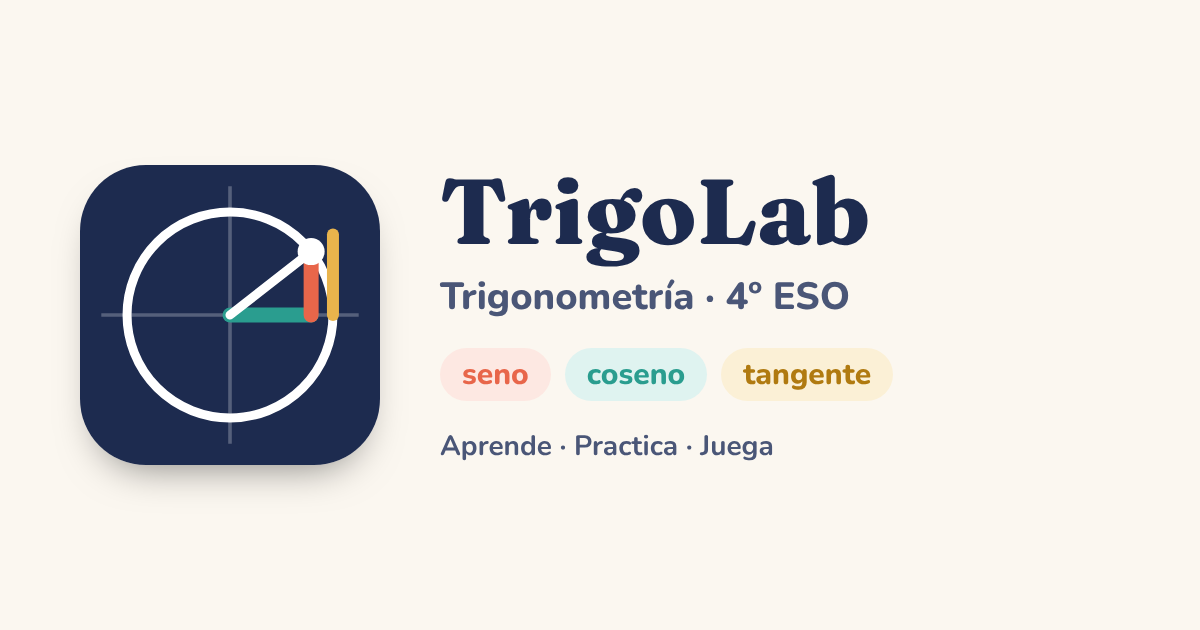 TrigoLab
Trigonometría · 4º ESO
seno coseno tangente
Aprende · Practica · Juega